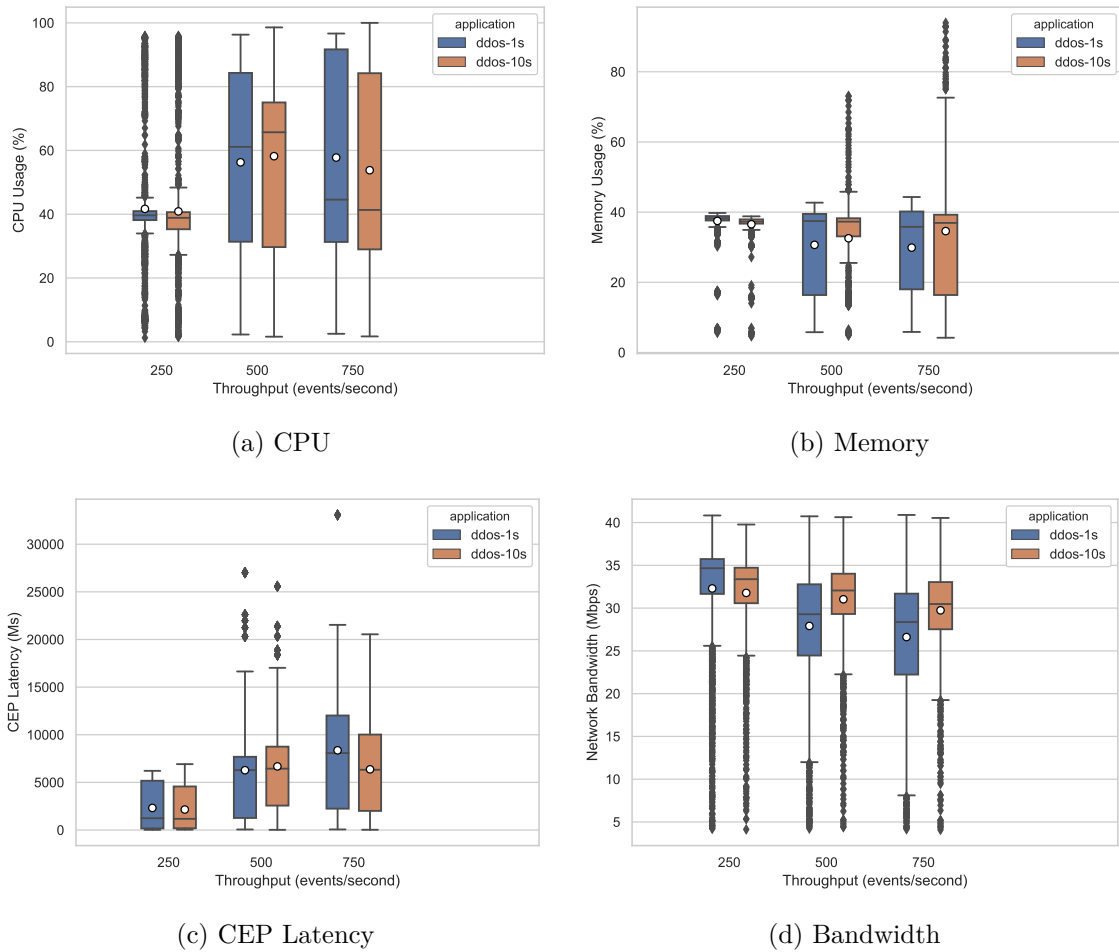 application
ddos-1s
ddos-10s
CPU Usage (%)
100
80
60
40
20
0
250 500 750
Throughput (events/second)
(a) CPU
application
ddos-1s
ddos-10s
Memory Usage (%)
80
60
40
20
0
250 500 750
Throughput (events/second)
(b) Memory
application
ddos-1s
ddos-10s
CEP Latency (Ms)
30000
25000
20000
15000
10000
5000
0
250 500 750
Throughput (events/second)
(c) CEP Latency
application
ddos-1s
ddos-10s
Network Bandwidth (Mbps)
40
35
30
25
20
15
10
5
250 500 750
Throughput (events/second)
(d) Bandwidth